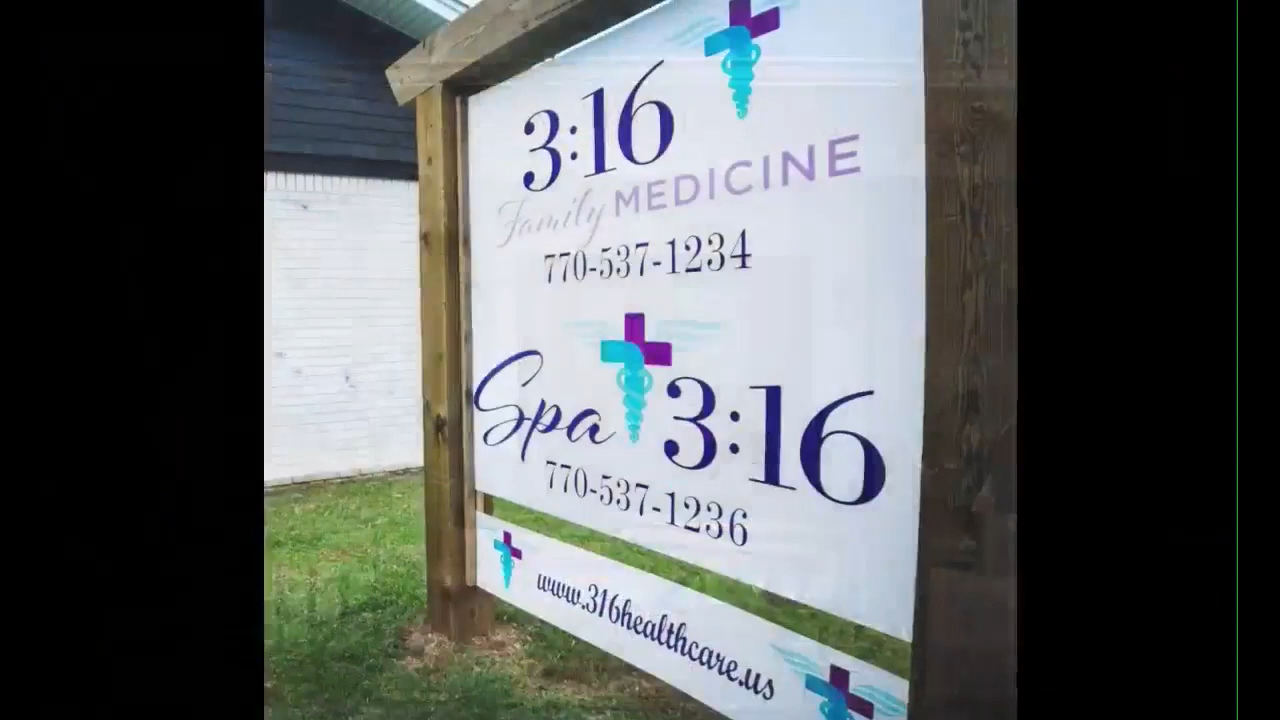 3:16
Family MEDICINE
770-537-1234
Spa 3:16
770-537-1236
www.316healthcare.us